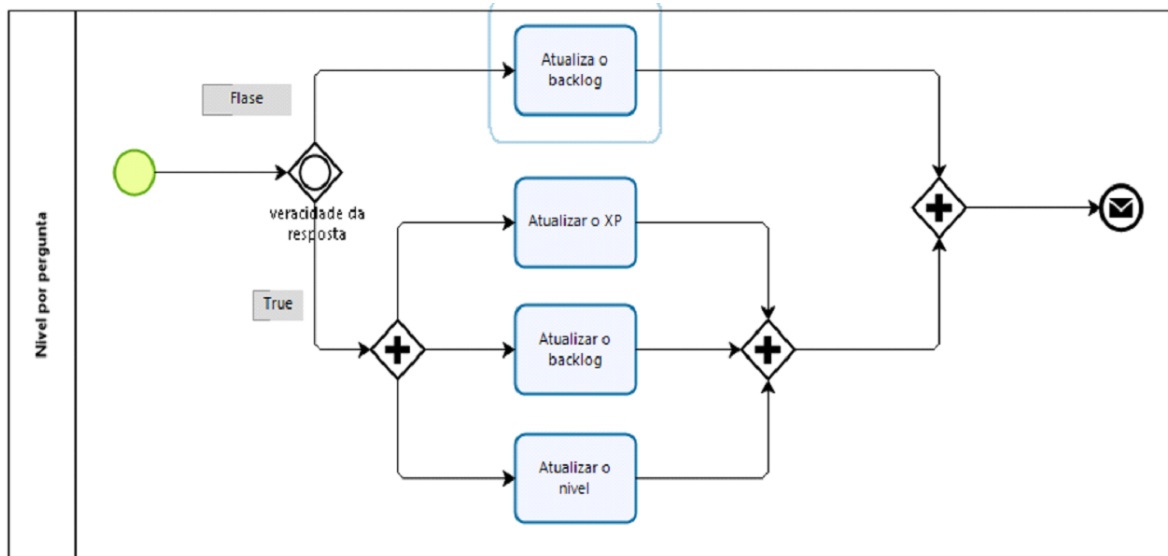 Nivel por pergunta
Flase
Atualiza o
backlog
veracidade da
resposta
True
Atualizar o XP
Atualizar o
backlog
Atualizar o
nivel